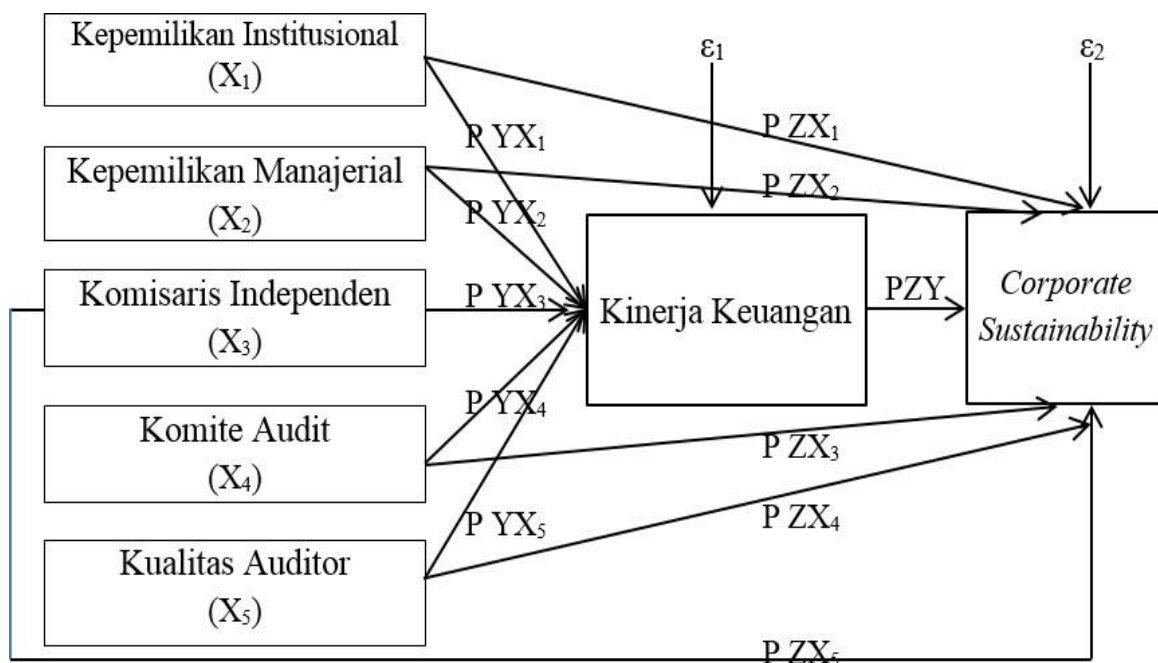 Kepemilikan Institusional
(X₁)
Kepemilikan Manajerial
(X₂)
Komisaris Independen
(X₃)
Komite Audit
(X₄)
Kualitas Auditor
(X₅)
P YX₁
P YX₂
P YX₃
P YX₄
P YX₅
ε₁
Kinerja Keuangan
P ZX₁
P ZX₂
PZY
P ZX₃
P ZX₄
P ZX₅
ε₂
Corporate
Sustainability